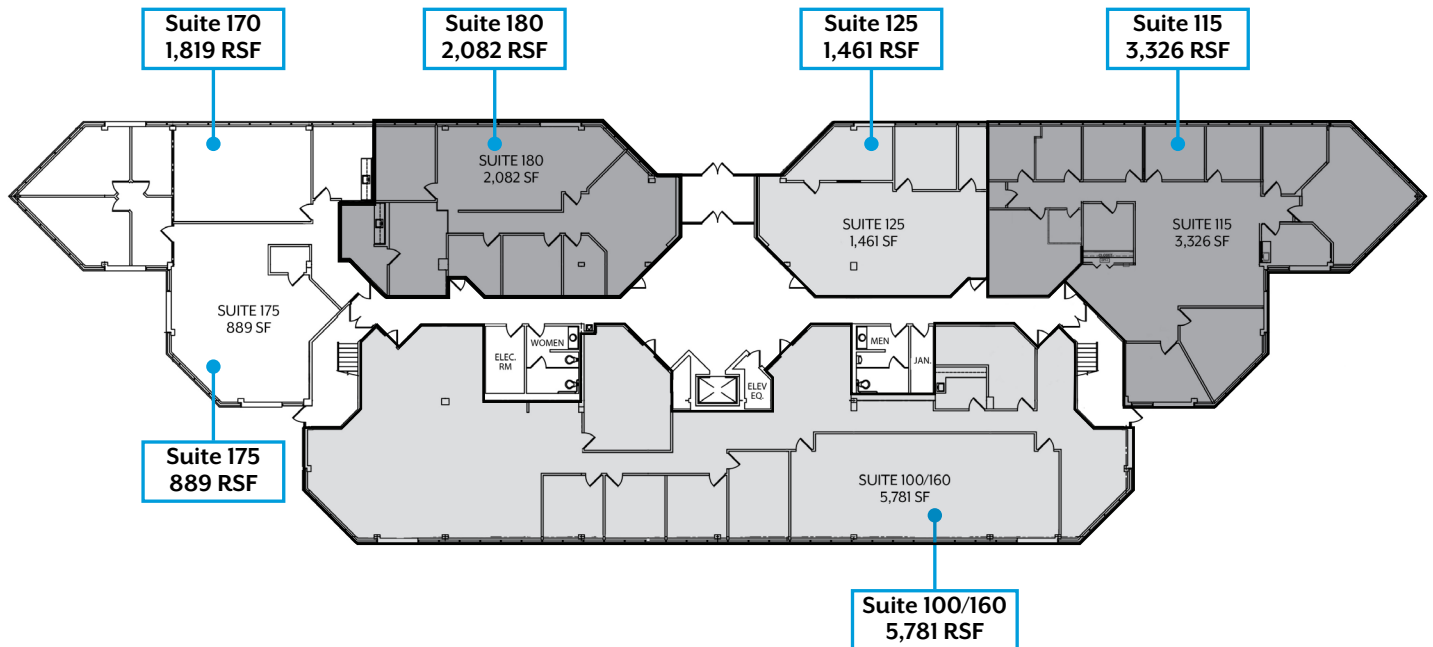 Suite 170
1,819 RSF
Suite 180
2,082 RSF
Suite 125
1,461 RSF
Suite 115
3,326 RSF
SUITE 180
2,082 SF
SUITE 125
1,461 SF
SUITE 115
3,326 SF
SUITE 175
889 SF
ELEC.
RM
WOMEN
ELEV
EQ.
MEN
JAN.
Suite 175
889 RSF
SUITE 100/160
5,781 SF
Suite 100/160
5,781 RSF